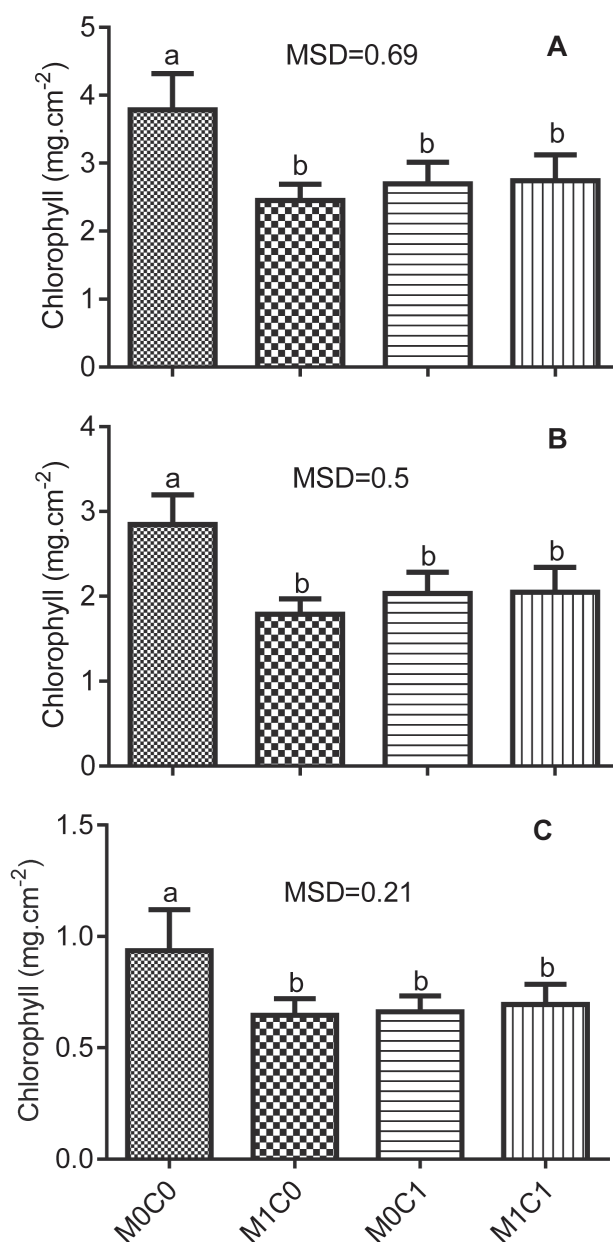 A
MSD=0.69
Chlorophyll (mg.cm-2)
5
4
3
2
1
0
a
b
b
b
B
MSD=0.5
Chlorophyll (mg.cm-2)
4
3
2
1
0
a
b
b
b
C
MSD=0.21
Chlorophyll (mg.cm-2)
1.5
1.0
0.5
0.0
a
b
b
b
M0C0
M1C0
M0C1
M1C1